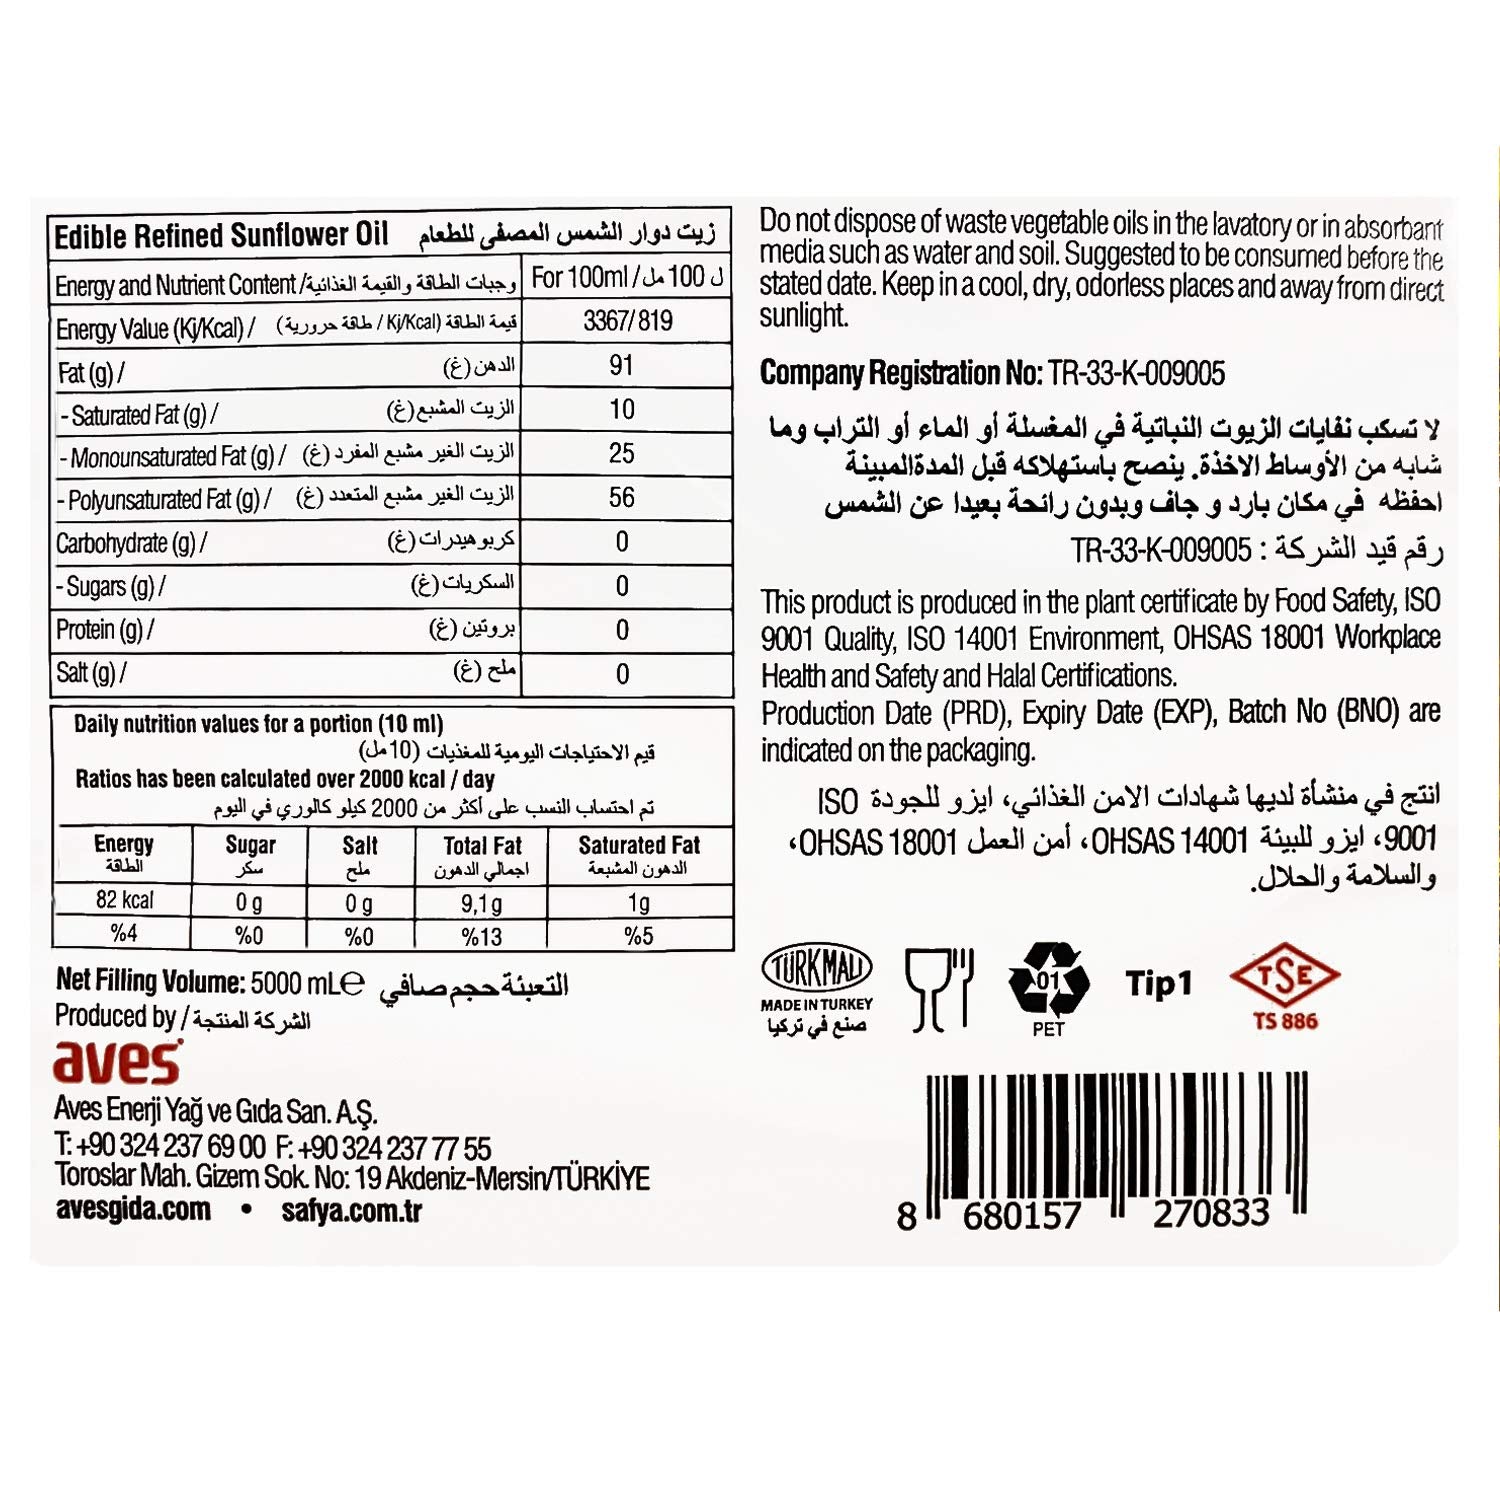 Edible Refined Sunflower Oil زيت دوار الشمس المصفى للطعام
Energy and Nutrient Content / وجبات الطاقة والقيمة الغذائية For 100ml / ل 100 مل
Energy Value (Kj/Kcal) / قيمة الطاقة (Kj/Kcal / طاقة حرورية) 3367/ 819
Fat (g) / الدهن (غ) 91
- Saturated Fat (g) / الزيت المشبع (غ) 10
- Monounsaturated Fat (g) / الزيت الغير مشبع المفرد (غ) 25
- Polyunsaturated Fat (g) / الزيت الغير مشبع المتعدد (غ) 56
Carbohydrate (g) / كربوهيدرات (غ) 0
- Sugars (g) / السكريات (غ) 0
Protein (g) / بروتين (غ) 0
Salt (g) / ملح (غ) 0
Daily nutrition values for a portion (10 ml)
قيم الاحتياجات اليومية للمغذيات (10 مل)
Ratios has been calculated over 2000 kcal / day
تم احتساب النسب على أكثر من 2000 كيلو كالوري في اليوم
Energy Sugar Salt Total Fat Saturated Fat
الطاقة سكر ملح اجمالي الدهون الدهون المشبعة
82 kcal 0 g 0 g 9,1 g 1g
%4 %0 %0 %13 %5
Net Filling Volume: 5000 mL℮ التعبئة حجم صافي
Produced by / الشركة المنتجة
aves
Aves Enerji Yağ ve Gıda San. A.Ş.
T: +90 324 237 69 00 F: +90 324 237 77 55
Toroslar Mah. Gizem Sok. No: 19 Akdeniz-Mersin/TÜRKİYE
avesgida.com • safya.com.tr
Do not dispose of waste vegetable oils in the lavatory or in absorbant
media such as water and soil. Suggested to be consumed before the
stated date. Keep in a cool, dry, odorless places and away from direct
sunlight.
Company Registration No: TR-33-K-009005
لا تسكب نفايات الزيوت النباتية في المغسلة أو الماء أو التراب وما
شابه من الأوساط الاخذة. ينصح باستهلاكه قبل المدةالمبينة
احفظه في مكان بارد و جاف وبدون رائحة بعيدا عن الشمس
رقم قيد الشركة : TR-33-K-009005
This product is produced in the plant certificate by Food Safety, ISO
9001 Quality, ISO 14001 Environment, OHSAS 18001 Workplace
Health and Safety and Halal Certifications.
Production Date (PRD), Expiry Date (EXP), Batch No (BNO) are
indicated on the packaging.
انتج في منشأة لديها شهادات الامن الغذائي، ايزو للجودة ISO
9001، ايزو للبيئة OHSAS 14001، أمن العمل OHSAS 18001،
والسلامة والحلال.
TÜRK MALI
MADE IN TURKEY
صنع في تركيا
01
PET
Tip1
TSE
TS 886
8 680157 270833